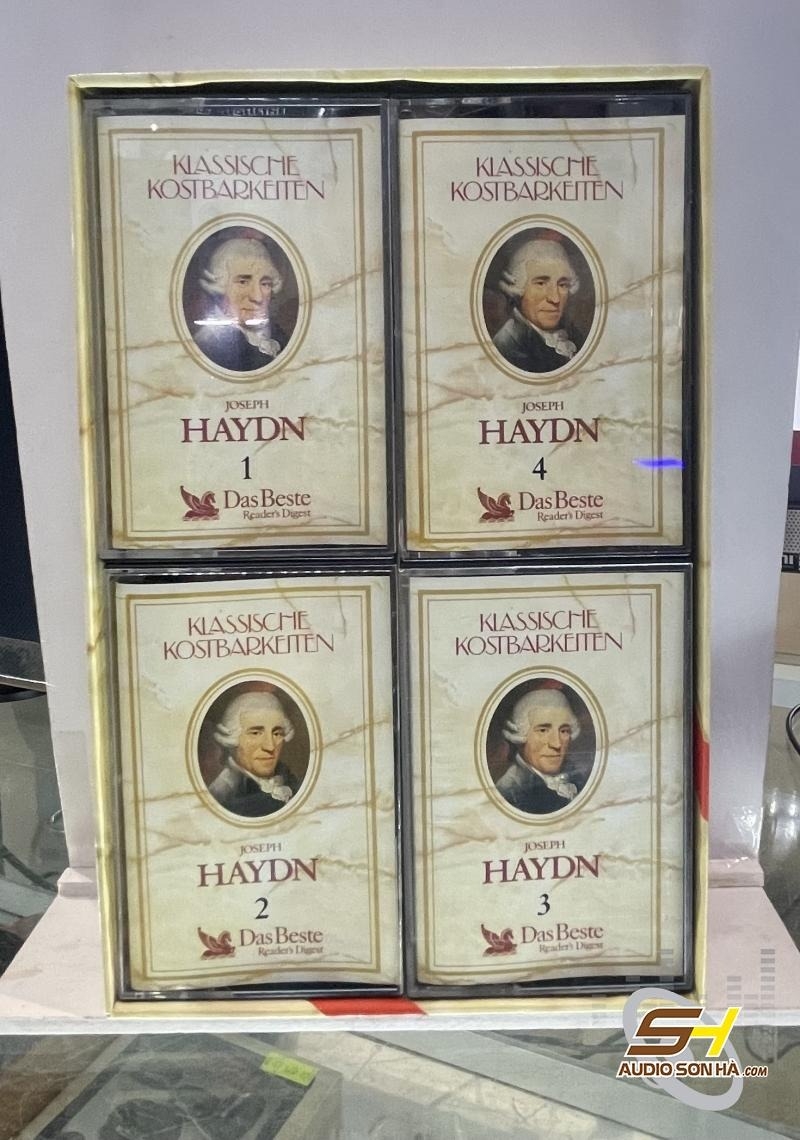 KLASSISCHE
KOSTBARKEITEN
JOSEPH
HAYDN
1
Das Beste
Reader's Digest
KLASSISCHE
KOSTBARKEITEN
JOSEPH
HAYDN
4
Das Beste
Reader's Digest
KLASSISCHE
KOSTBARKEITEN
JOSEPH
HAYDN
2
Das Beste
Reader's Digest
KLASSISCHE
KOSTBARKEITEN
JOSEPH
HAYDN
3
Das Beste
Reader's Digest
SH
AUDIO SƠN HÀ.COM